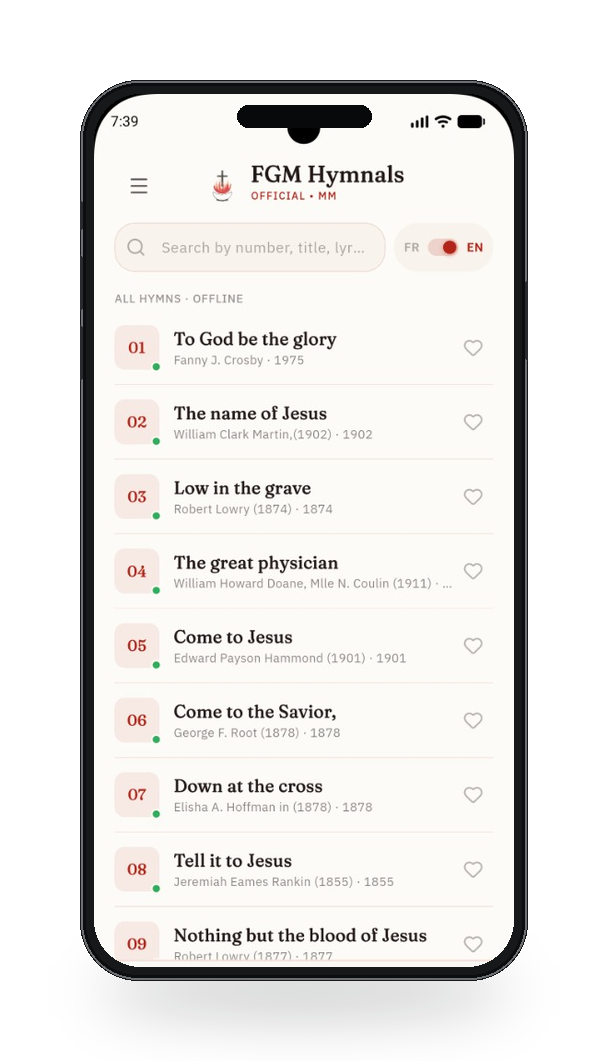 7:39
FGM Hymnals
OFFICIAL • MM
Search by number, title, lyr...
FR EN
ALL HYMNS · OFFLINE
01 To God be the glory
Fanny J. Crosby · 1975
02 The name of Jesus
William Clark Martin,(1902) · 1902
03 Low in the grave
Robert Lowry (1874) · 1874
04 The great physician
William Howard Doane, Mlle N. Coulin (1911) · ...
05 Come to Jesus
Edward Payson Hammond (1901) · 1901
06 Come to the Savior,
George F. Root (1878) · 1878
07 Down at the cross
Elisha A. Hoffman in (1878) · 1878
08 Tell it to Jesus
Jeremiah Eames Rankin (1855) · 1855
09 Nothing but the blood of Jesus
Robert Lowry (1877) · 1877